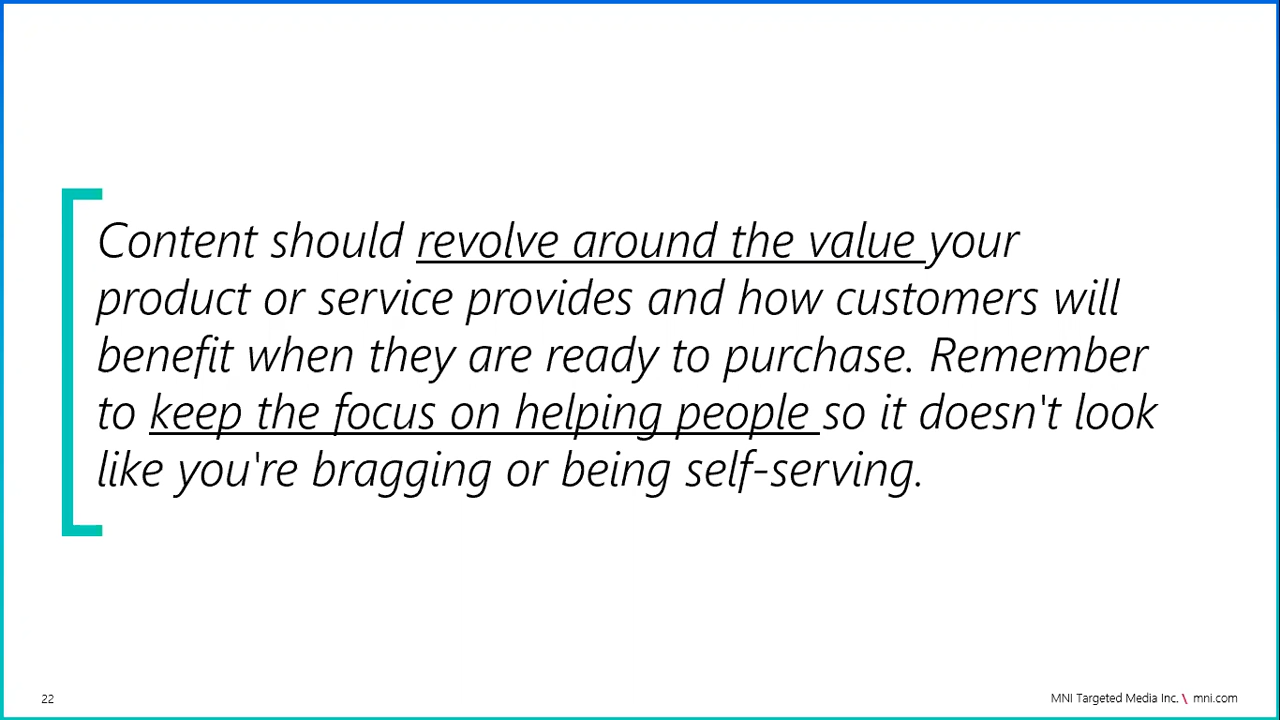 Content should revolve around the value your
product or service provides and how customers will
benefit when they are ready to purchase. Remember
to keep the focus on helping people so it doesn't look
like you're bragging or being self-serving.
22
MNI Targeted Media Inc. \ mni.com